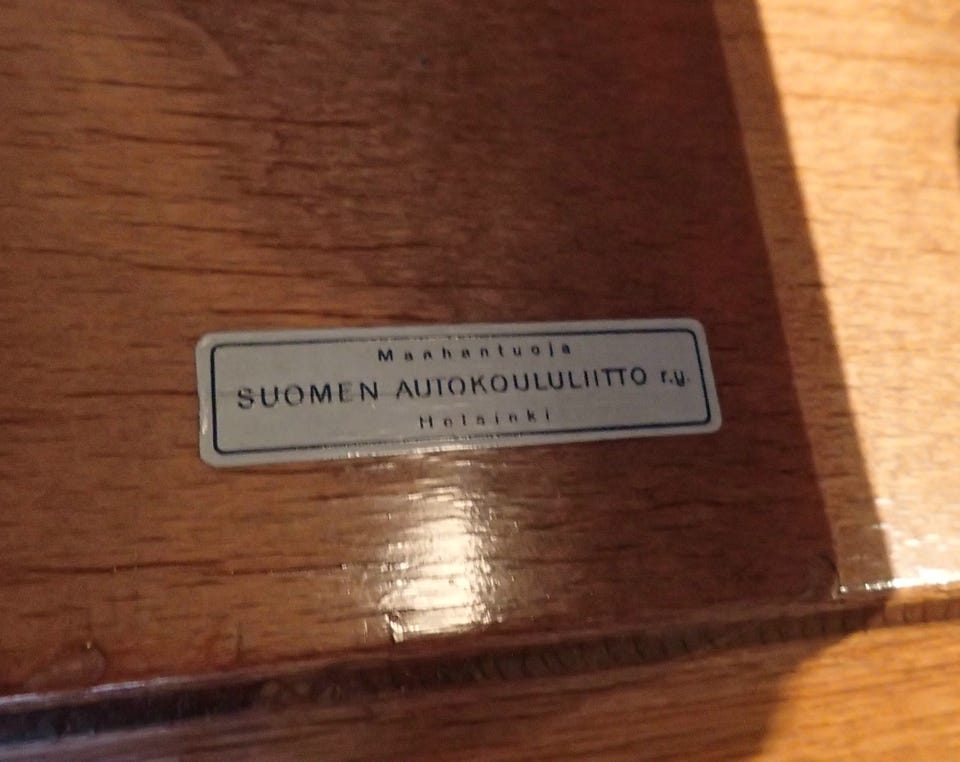 Maahantuoja
SUOMEN AUTOKOULULIITTO r.y.
Helsinki